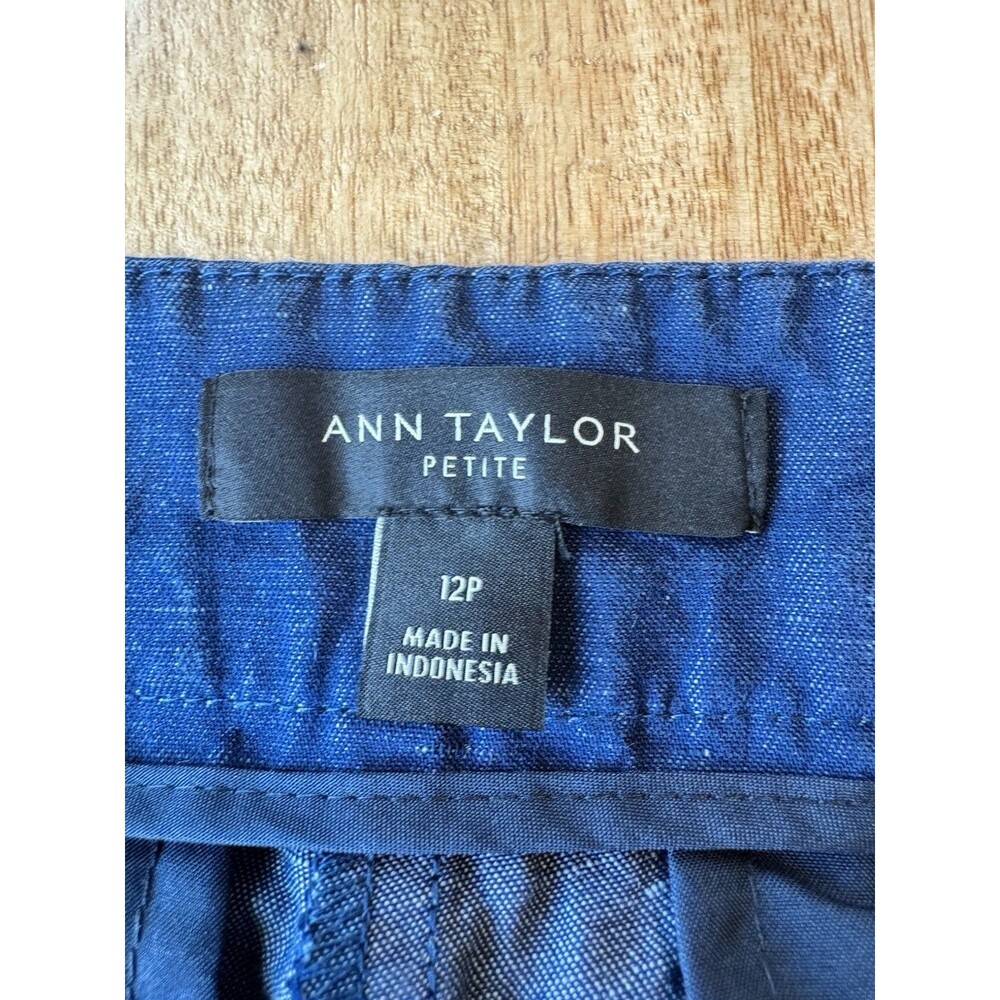 ANN TAYLOR
PETITE
12P
MADE IN
INDONESIA